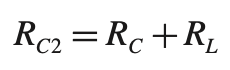 R_{C2} = R_C + R_L